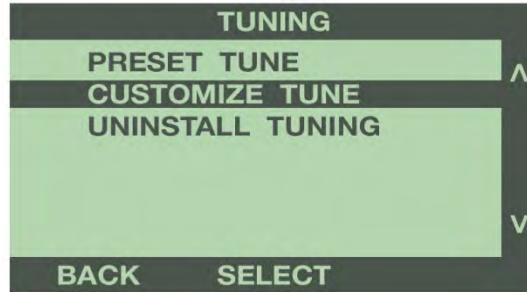 TUNING
PRESET TUNE
CUSTOMIZE TUNE
UNINSTALL TUNING
BACK SELECT